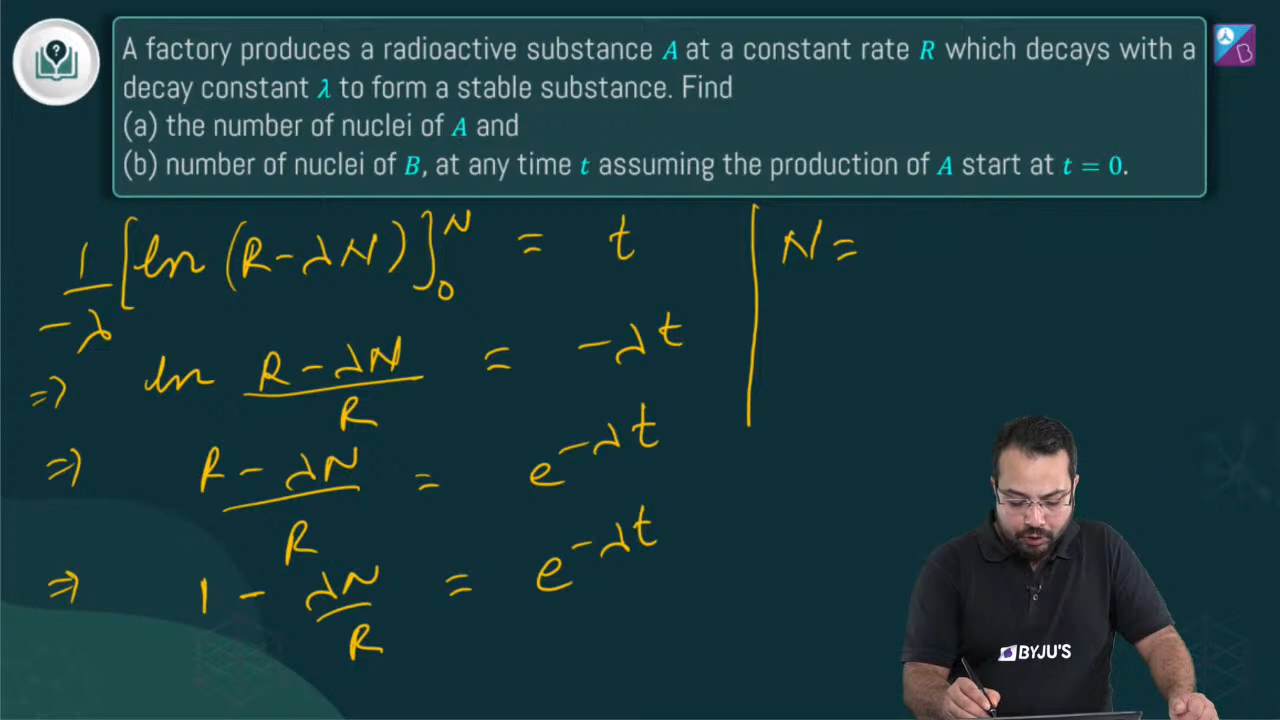 A factory produces a radioactive substance A at a constant rate R which decays with a
decay constant λ to form a stable substance. Find
(a) the number of nuclei of A and
(b) number of nuclei of B, at any time t assuming the production of A start at t = 0.
B
1/-λ [ln (R-λN)]₀ᴺ = t
⇒ ln (R-λN)/R = -λt
⇒ (R-λN)/R = e^(-λt)
⇒ 1 - λN/R = e^(-λt)
N =
BYJU'S